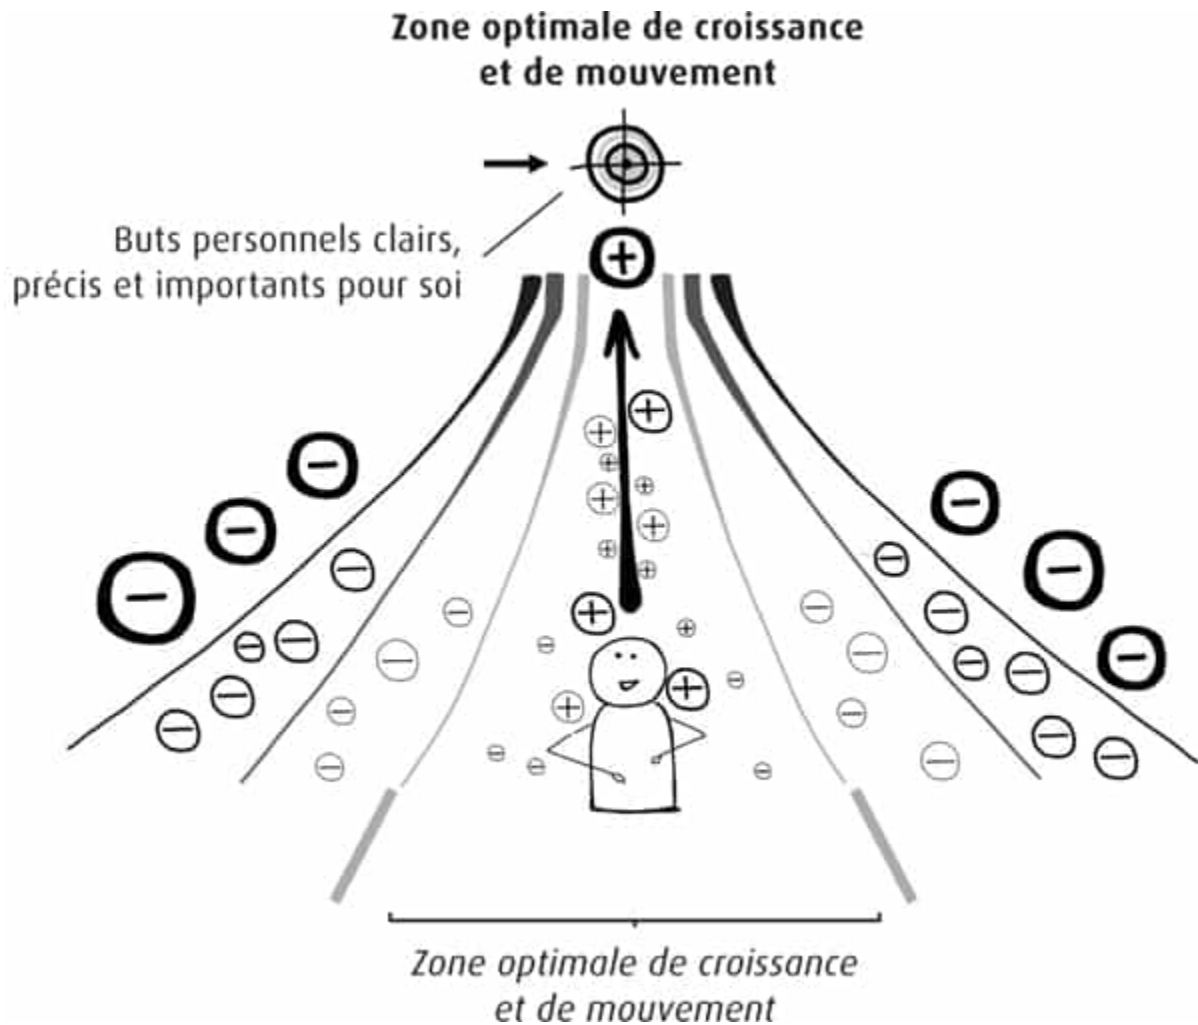 Zone optimale de croissance
et de mouvement
Buts personnels clairs,
précis et importants pour soi
Zone optimale de croissance
et de mouvement